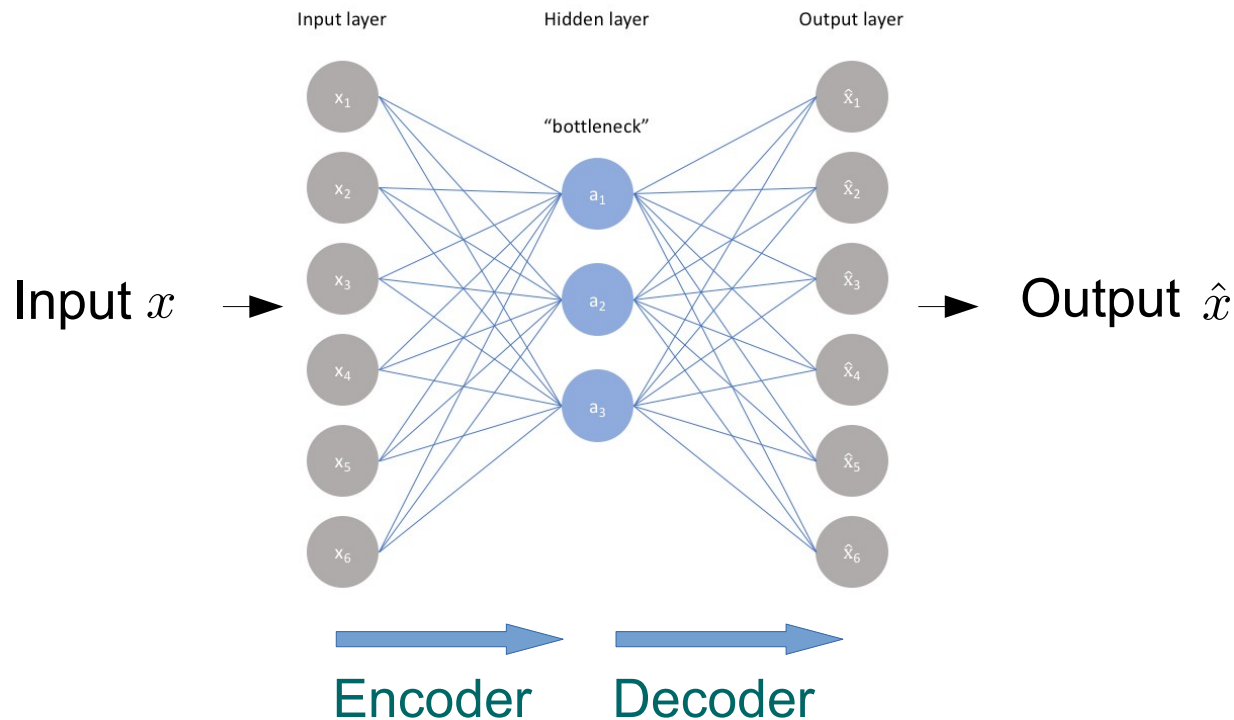 Input layer
Hidden layer
Output layer
"bottleneck"
x₁
x₂
x₃
x₄
x₅
x₆
a₁
a₂
a₃
x̂₁
x̂₂
x̂₃
x̂₄
x̂₅
x̂₆
Input x
Output x̂
Encoder
Decoder